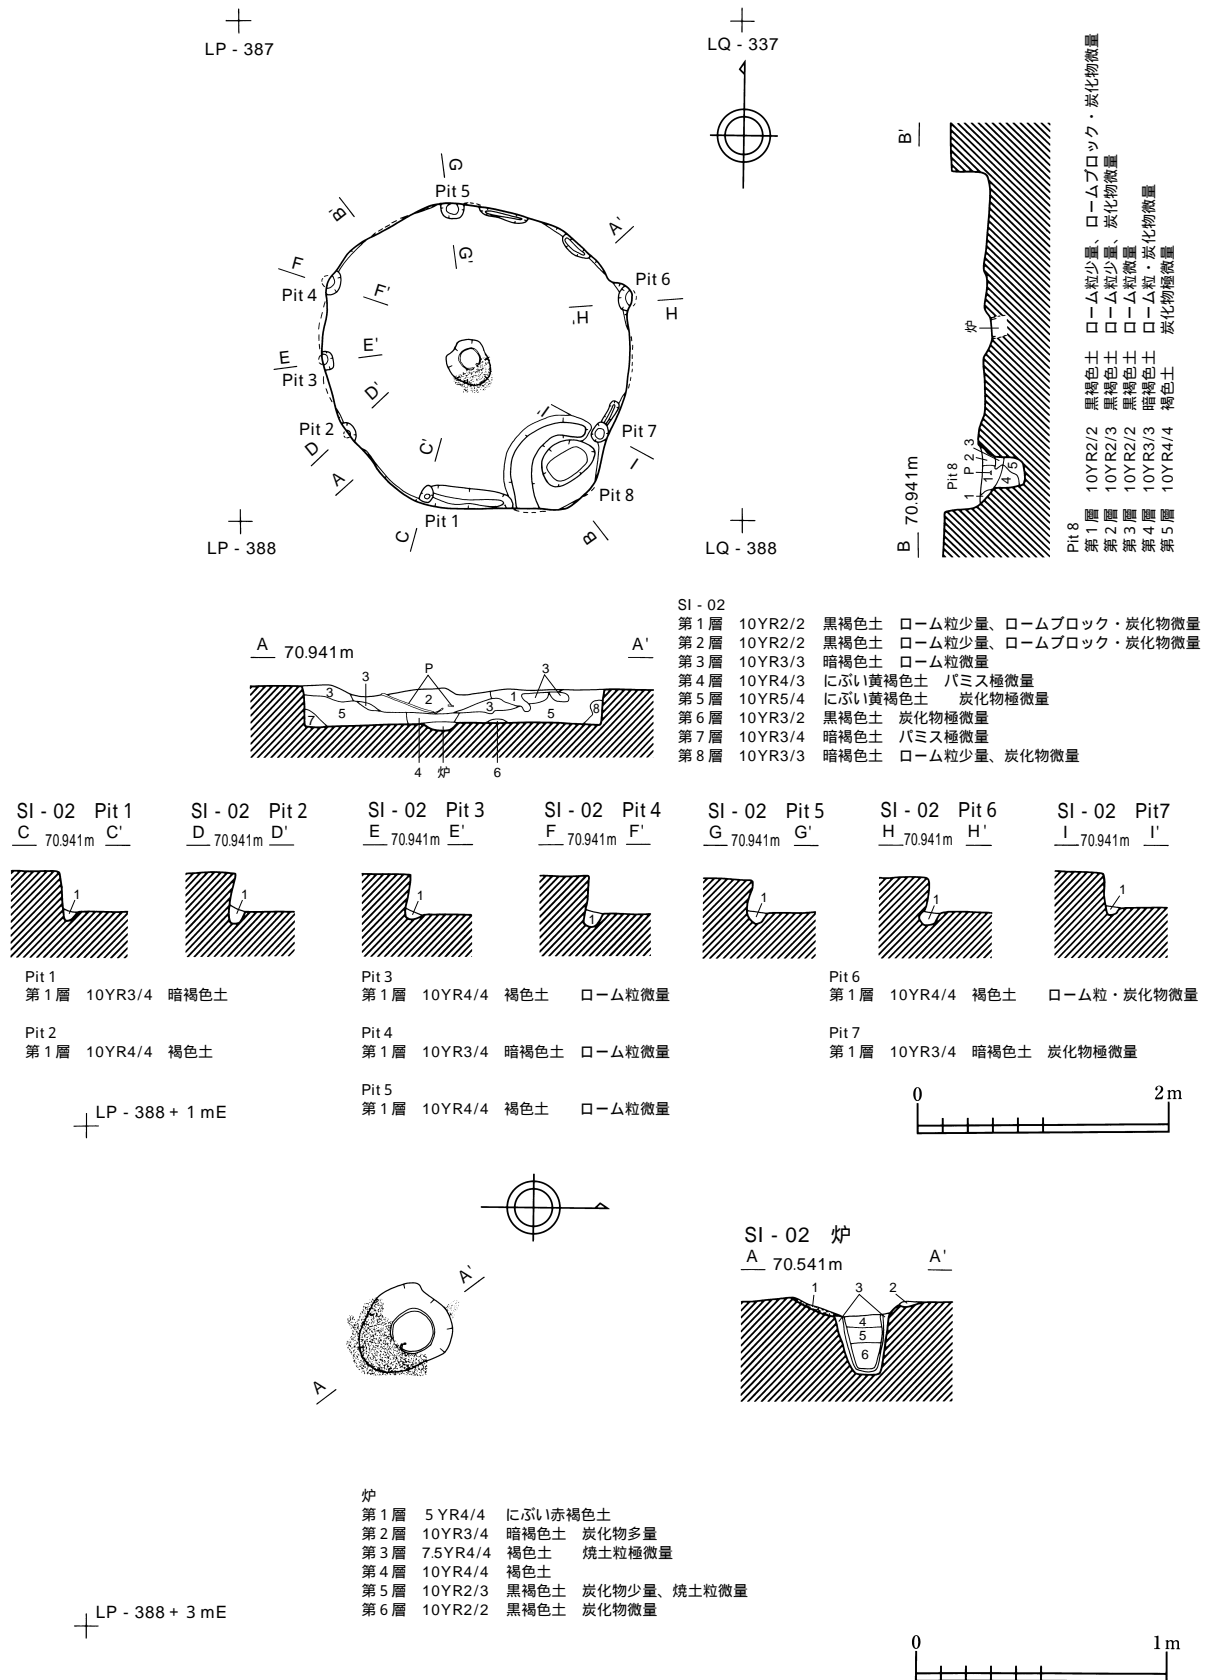 LP - 387
LQ - 337
G
Pit 5
B'
A'
G'
F
Pit 4
F'
Pit 6
H'
H
E
Pit 3
E'
D'
Pit 2
D
A
C'
I'
Pit 7
I
Pit 8
Pit 1
C
B
LP - 388
LQ - 388
B'
炉
Pit 8
1 P 2 3
1 4 5
B 70.941m
Pit 8
第1層 10YR2/2 黒褐色土 ローム粒少量、ロームブロック・炭化物微量
第2層 10YR2/3 黒褐色土 ローム粒少量、炭化物微量
第3層 10YR2/2 黒褐色土 ローム粒微量
第4層 10YR3/3 暗褐色土 ローム粒・炭化物微量
第5層 10YR4/4 褐色土 炭化物極微量
SI - 02
第1層 10YR2/2 黒褐色土 ローム粒少量、ロームブロック・炭化物微量
第2層 10YR2/2 黒褐色土 ローム粒少量、ロームブロック・炭化物微量
第3層 10YR3/3 暗褐色土 ローム粒微量
第4層 10YR4/3 にぶい黄褐色土 パミス極微量
第5層 10YR5/4 にぶい黄褐色土 炭化物極微量
第6層 10YR3/2 黒褐色土 炭化物極微量
第7層 10YR3/4 暗褐色土 パミス極微量
第8層 10YR3/3 暗褐色土 ローム粒少量、炭化物微量
A 70.941m A'
3 P 3
3 2 1
7 5 3 5 8
4 炉 6
SI - 02 Pit 1
C 70.941m C'
1
SI - 02 Pit 2
D 70.941m D'
1
SI - 02 Pit 3
E 70.941m E'
1
SI - 02 Pit 4
F 70.941m F'
1
SI - 02 Pit 5
G 70.941m G'
1
SI - 02 Pit 6
H 70.941m H'
1
SI - 02 Pit7
I 70.941m I'
1
Pit 1
第1層 10YR3/4 暗褐色土
Pit 2
第1層 10YR4/4 褐色土
Pit 3
第1層 10YR4/4 褐色土 ローム粒微量
Pit 4
第1層 10YR3/4 暗褐色土 ローム粒微量
Pit 5
第1層 10YR4/4 褐色土 ローム粒微量
Pit 6
第1層 10YR4/4 褐色土 ローム粒・炭化物微量
Pit 7
第1層 10YR3/4 暗褐色土 炭化物極微量
0 2m
LP - 388 + 1 mE
A'
A
SI - 02 炉
A 70.541m A'
1 3 2
4
5
6
炉
第1層 5 YR4/4 にぶい赤褐色土
第2層 10YR3/4 暗褐色土 炭化物多量
第3層 7.5YR4/4 褐色土 焼土粒極微量
第4層 10YR4/4 褐色土
第5層 10YR2/3 黒褐色土 炭化物少量、焼土粒微量
第6層 10YR2/2 黒褐色土 炭化物微量
LP - 388 + 3 mE
0 1m